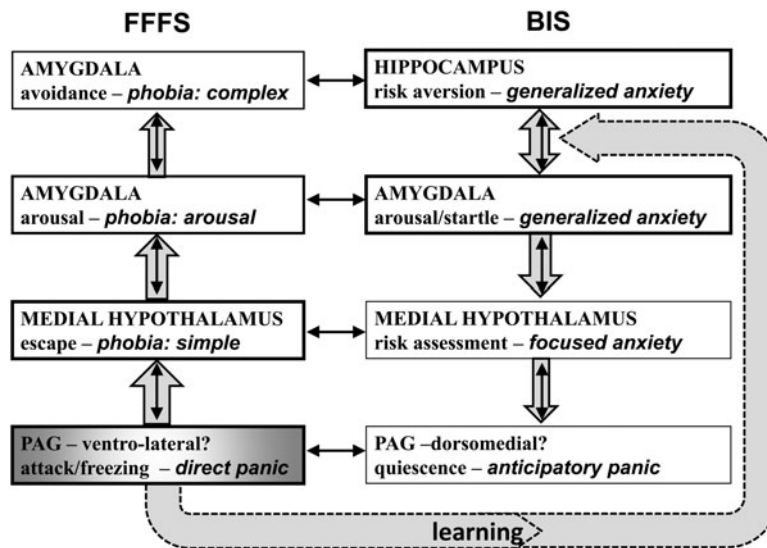 FFFS
BIS
AMYGDALA
avoidance – phobia: complex
HIPPOCAMPUS
risk aversion – generalized anxiety
AMYGDALA
arousal – phobia: arousal
AMYGDALA
arousal/startle – generalized anxiety
MEDIAL HYPOTHALAMUS
escape – phobia: simple
MEDIAL HYPOTHALAMUS
risk assessment – focused anxiety
PAG – ventro-lateral?
attack/freezing – direct panic
PAG –dorsomedial?
quiescence – anticipatory panic
learning